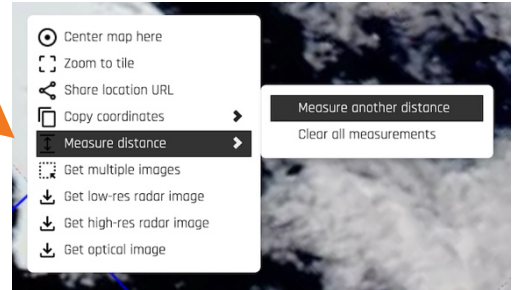 Center map here
Zoom to tile
Share location URL
Copy coordinates
Measure distance
Get multiple images
Get low-res radar image
Get high-res radar image
Get optical image
Measure another distance
Clear all measurements